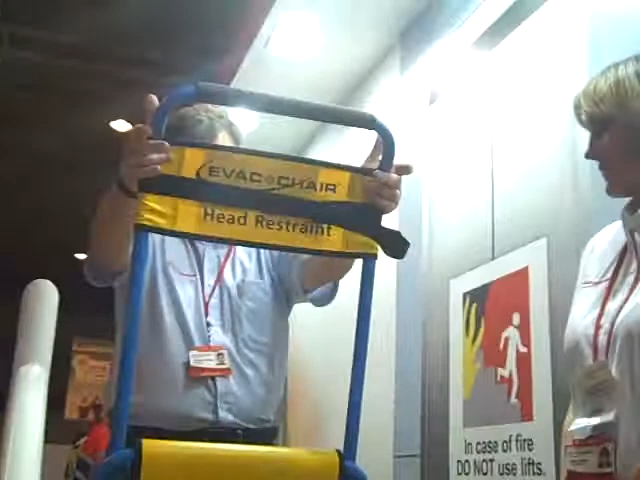 EVAC+CHAIR
Head Restraint
In case of fire
DO NOT use lifts.